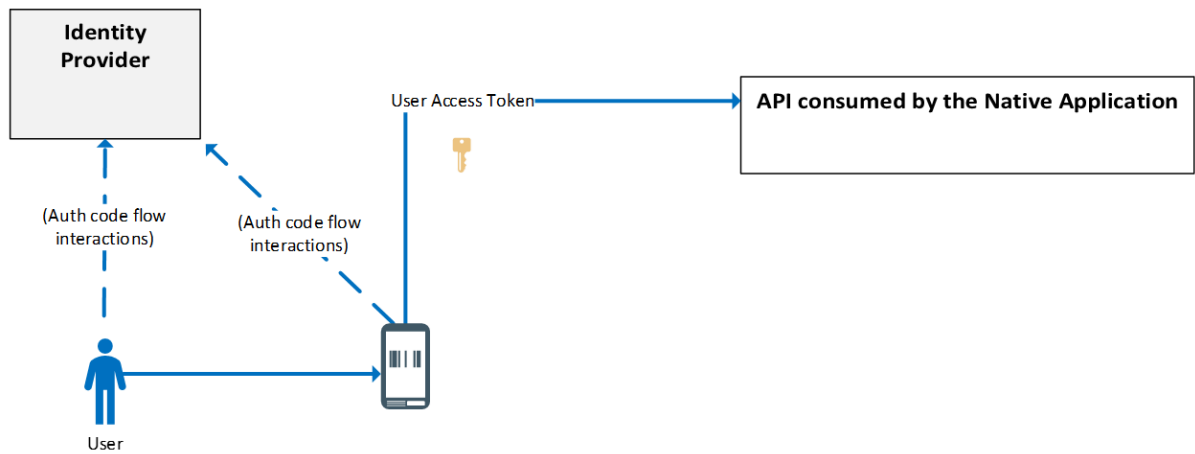 Identity
Provider
User Access Token
API consumed by the Native Application
(Auth code flow
interactions)
(Auth code flow
interactions)
User